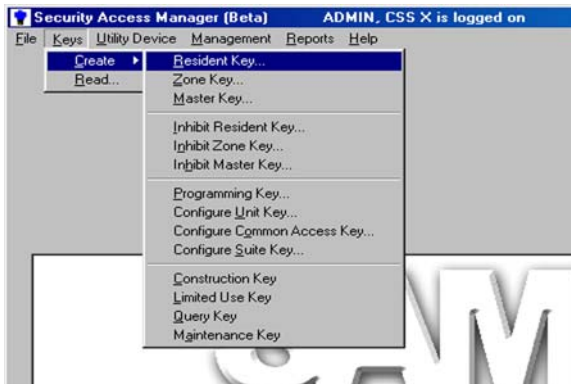 Security Access Manager (Beta) ADMIN, CSS X is logged on
File Keys Utility Device Management Reports Help
Create
Read...
Resident Key...
Zone Key...
Master Key...
Inhibit Resident Key...
Inhibit Zone Key...
Inhibit Master Key...
Programming Key...
Configure Unit Key...
Configure Common Access Key...
Configure Suite Key...
Construction Key
Limited Use Key
Query Key
Maintenance Key
SAM